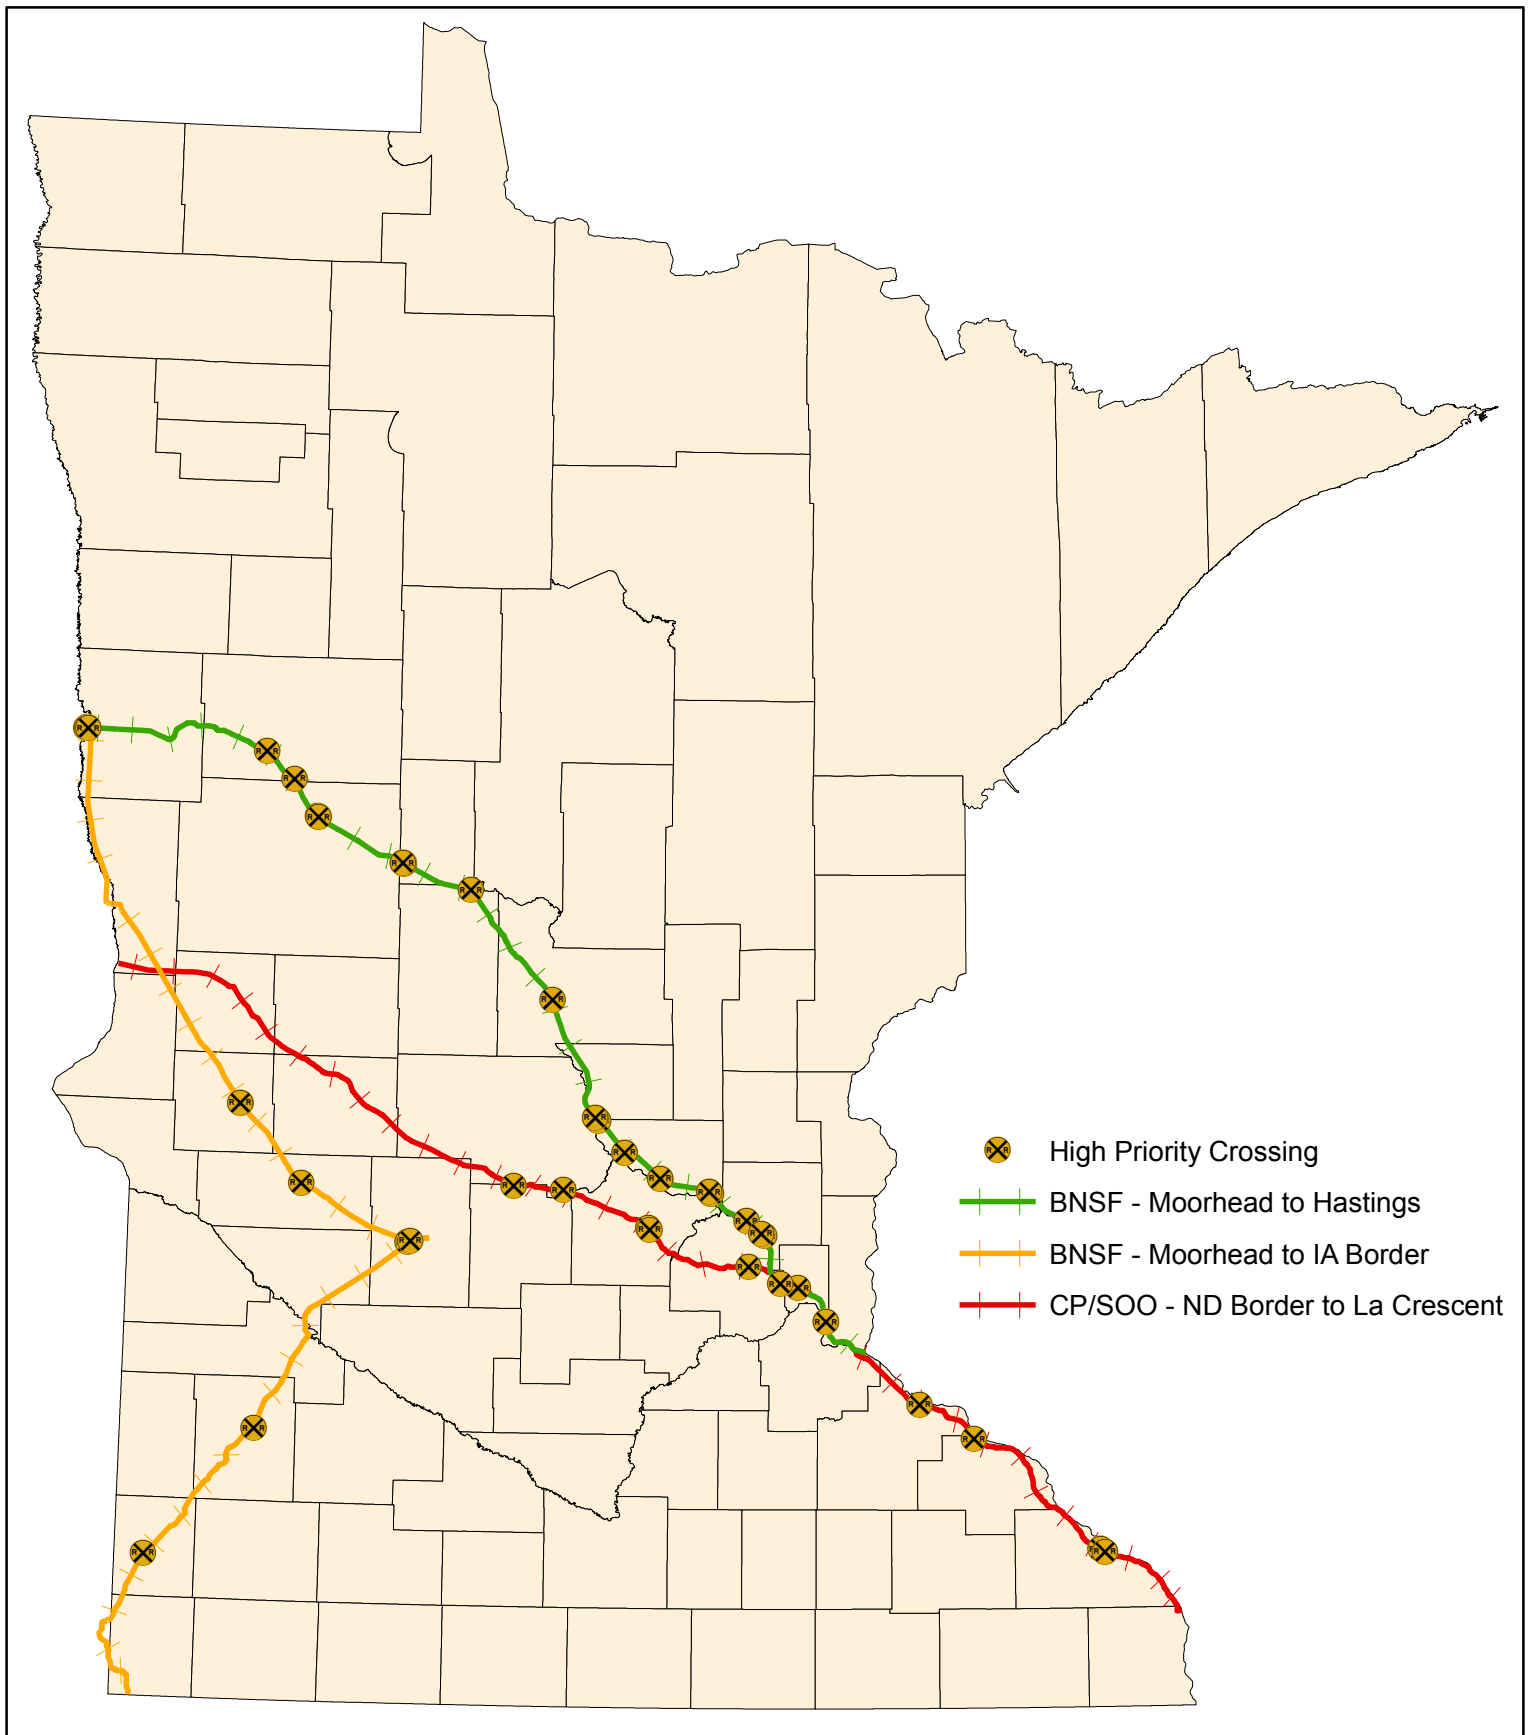 High Priority Crossing
BNSF - Moorhead to Hastings
BNSF - Moorhead to IA Border
CP/SOO - ND Border to La Crescent